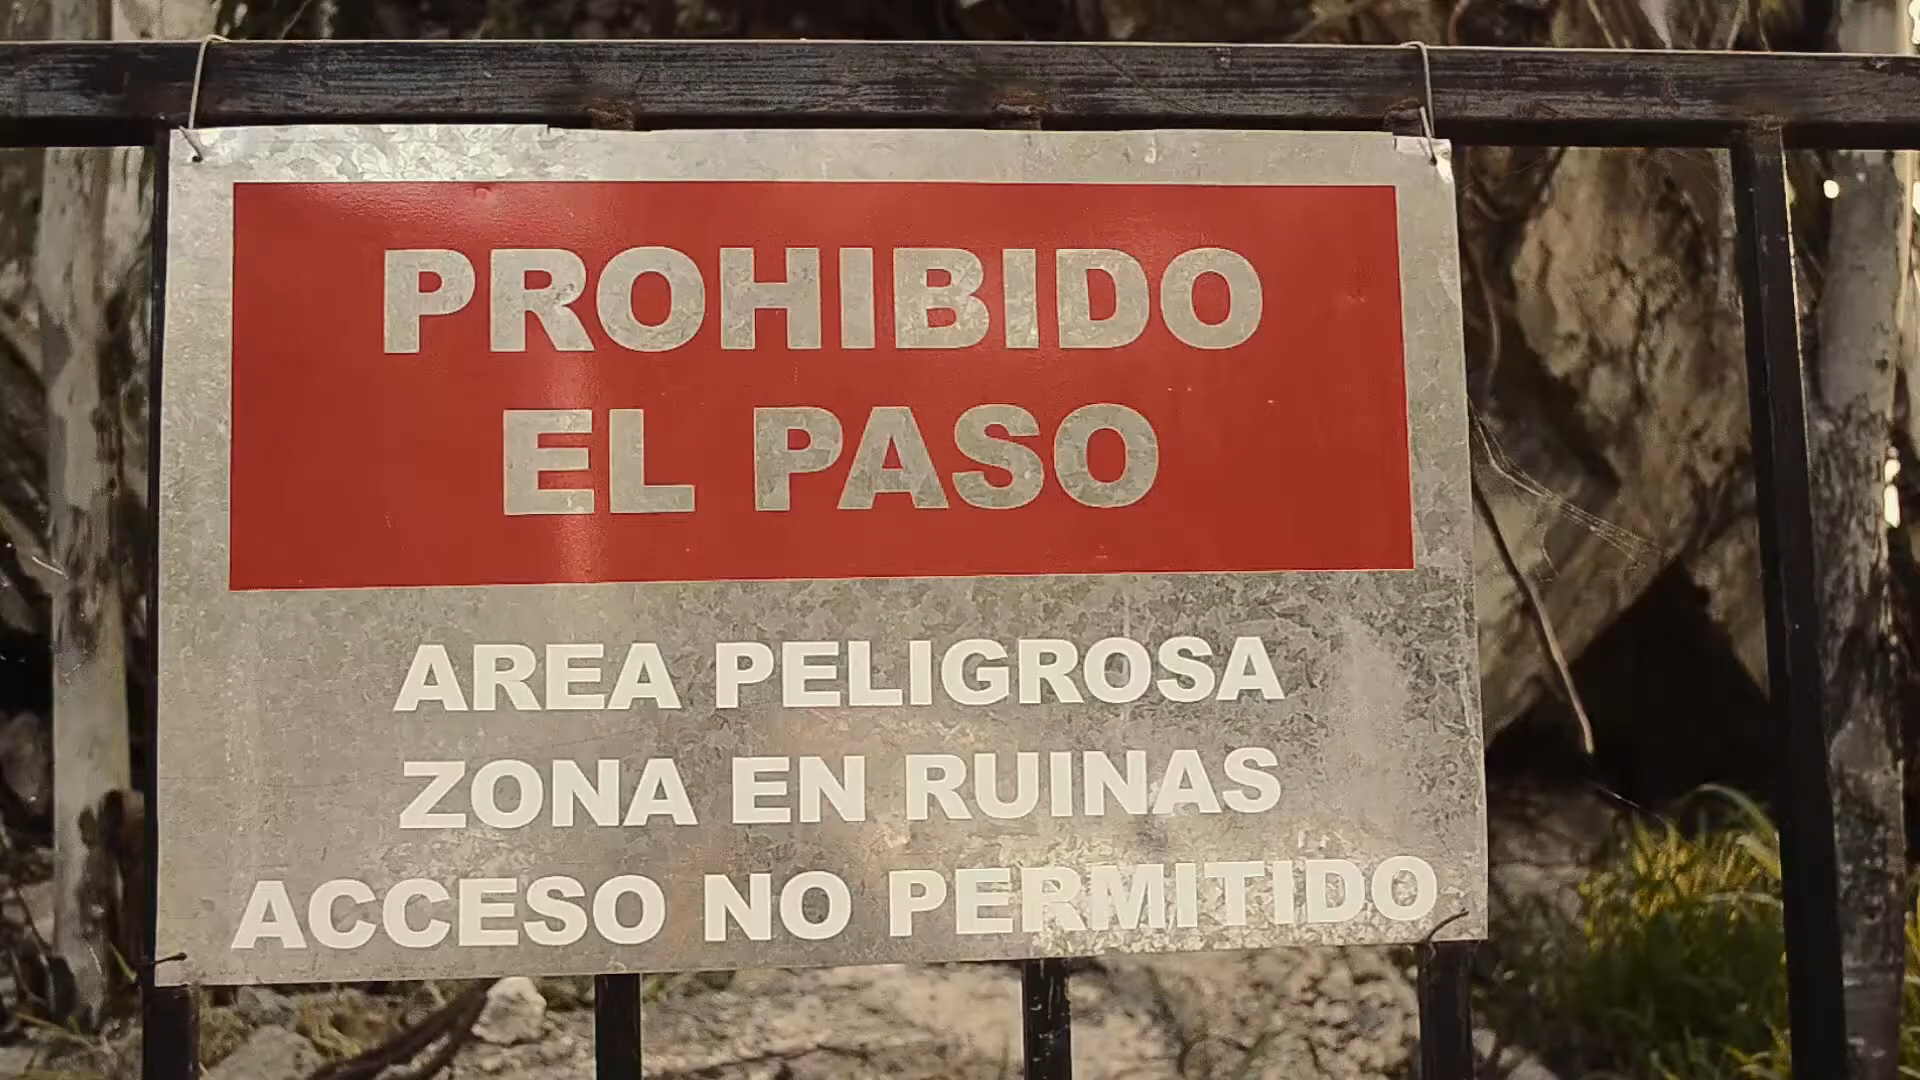 PROHIBIDO
EL PASO
AREA PELIGROSA
ZONA EN RUINAS
ACCESO NO PERMITIDO